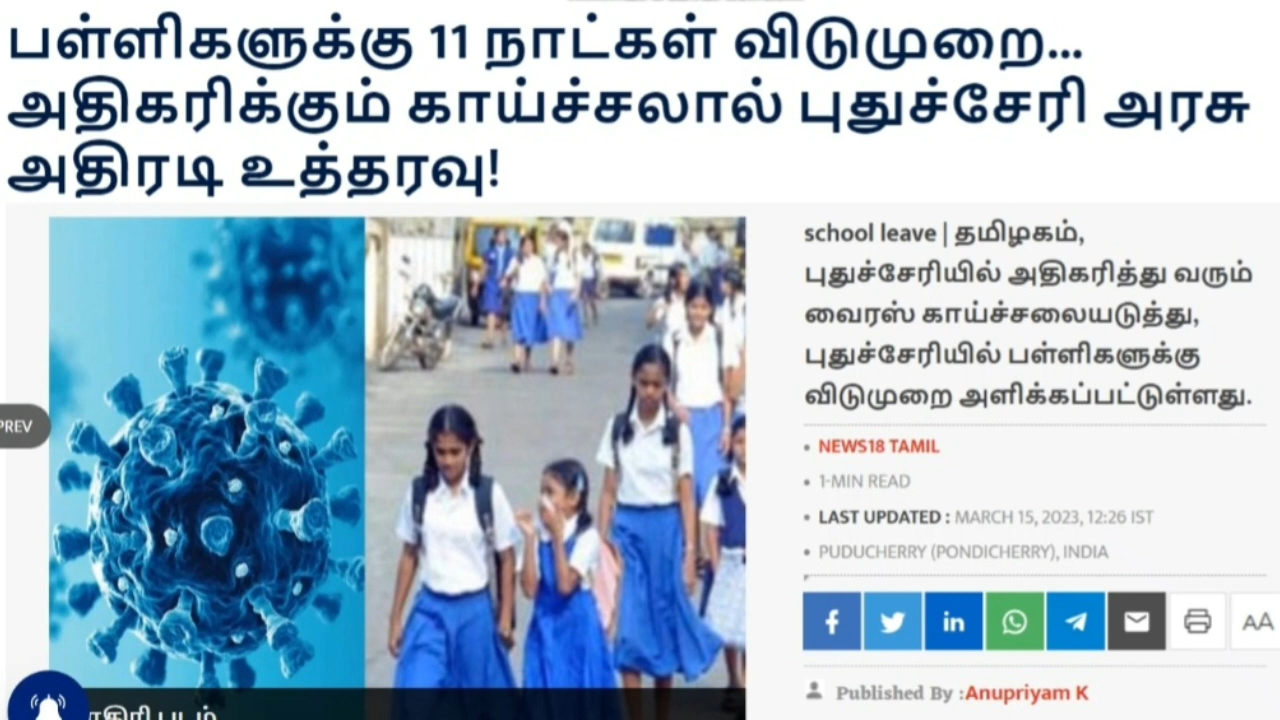 பள்ளிகளுக்கு 11 நாட்கள் விடுமுறை...
அதிகரிக்கும் காய்ச்சலால் புதுச்சேரி அரசு
அதிரடி உத்தரவு!
school leave | தமிழகம்,
புதுச்சேரியில் அதிகரித்து வரும்
வைரஸ் காய்ச்சலையடுத்து,
புதுச்சேரியில் பள்ளிகளுக்கு
விடுமுறை அளிக்கப்பட்டுள்ளது.
PREV
• NEWS18 TAMIL
• 1-MIN READ
• LAST UPDATED : MARCH 15, 2023, 12:26 IST
• PUDUCHERRY (PONDICHERRY), INDIA
AA
Published By :Anupriyam K